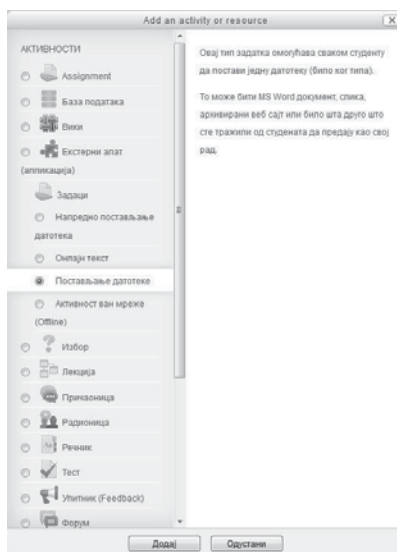 Add an activity or resource
АКТИВНОСТИ
Assignment
База података
Вики
Екстерни алат
(апликација)
Задаци
Напредно постављање
датотека
Онлајн текст
Постављање датотеке
Активност ван мреже
(Offline)
Избор
Лекција
Причаоница
Радионица
Речник
Тест
Упитник (Feedback)
Форум
Овај тип задатка омогућава сваком студенту
да постави једну датотеку (било ког типа).
То може бити MS Word документ, слика,
архивирани веб сајт или било шта друго што
сте тражили од студената да предају као свој
рад.
Додај
Одустани